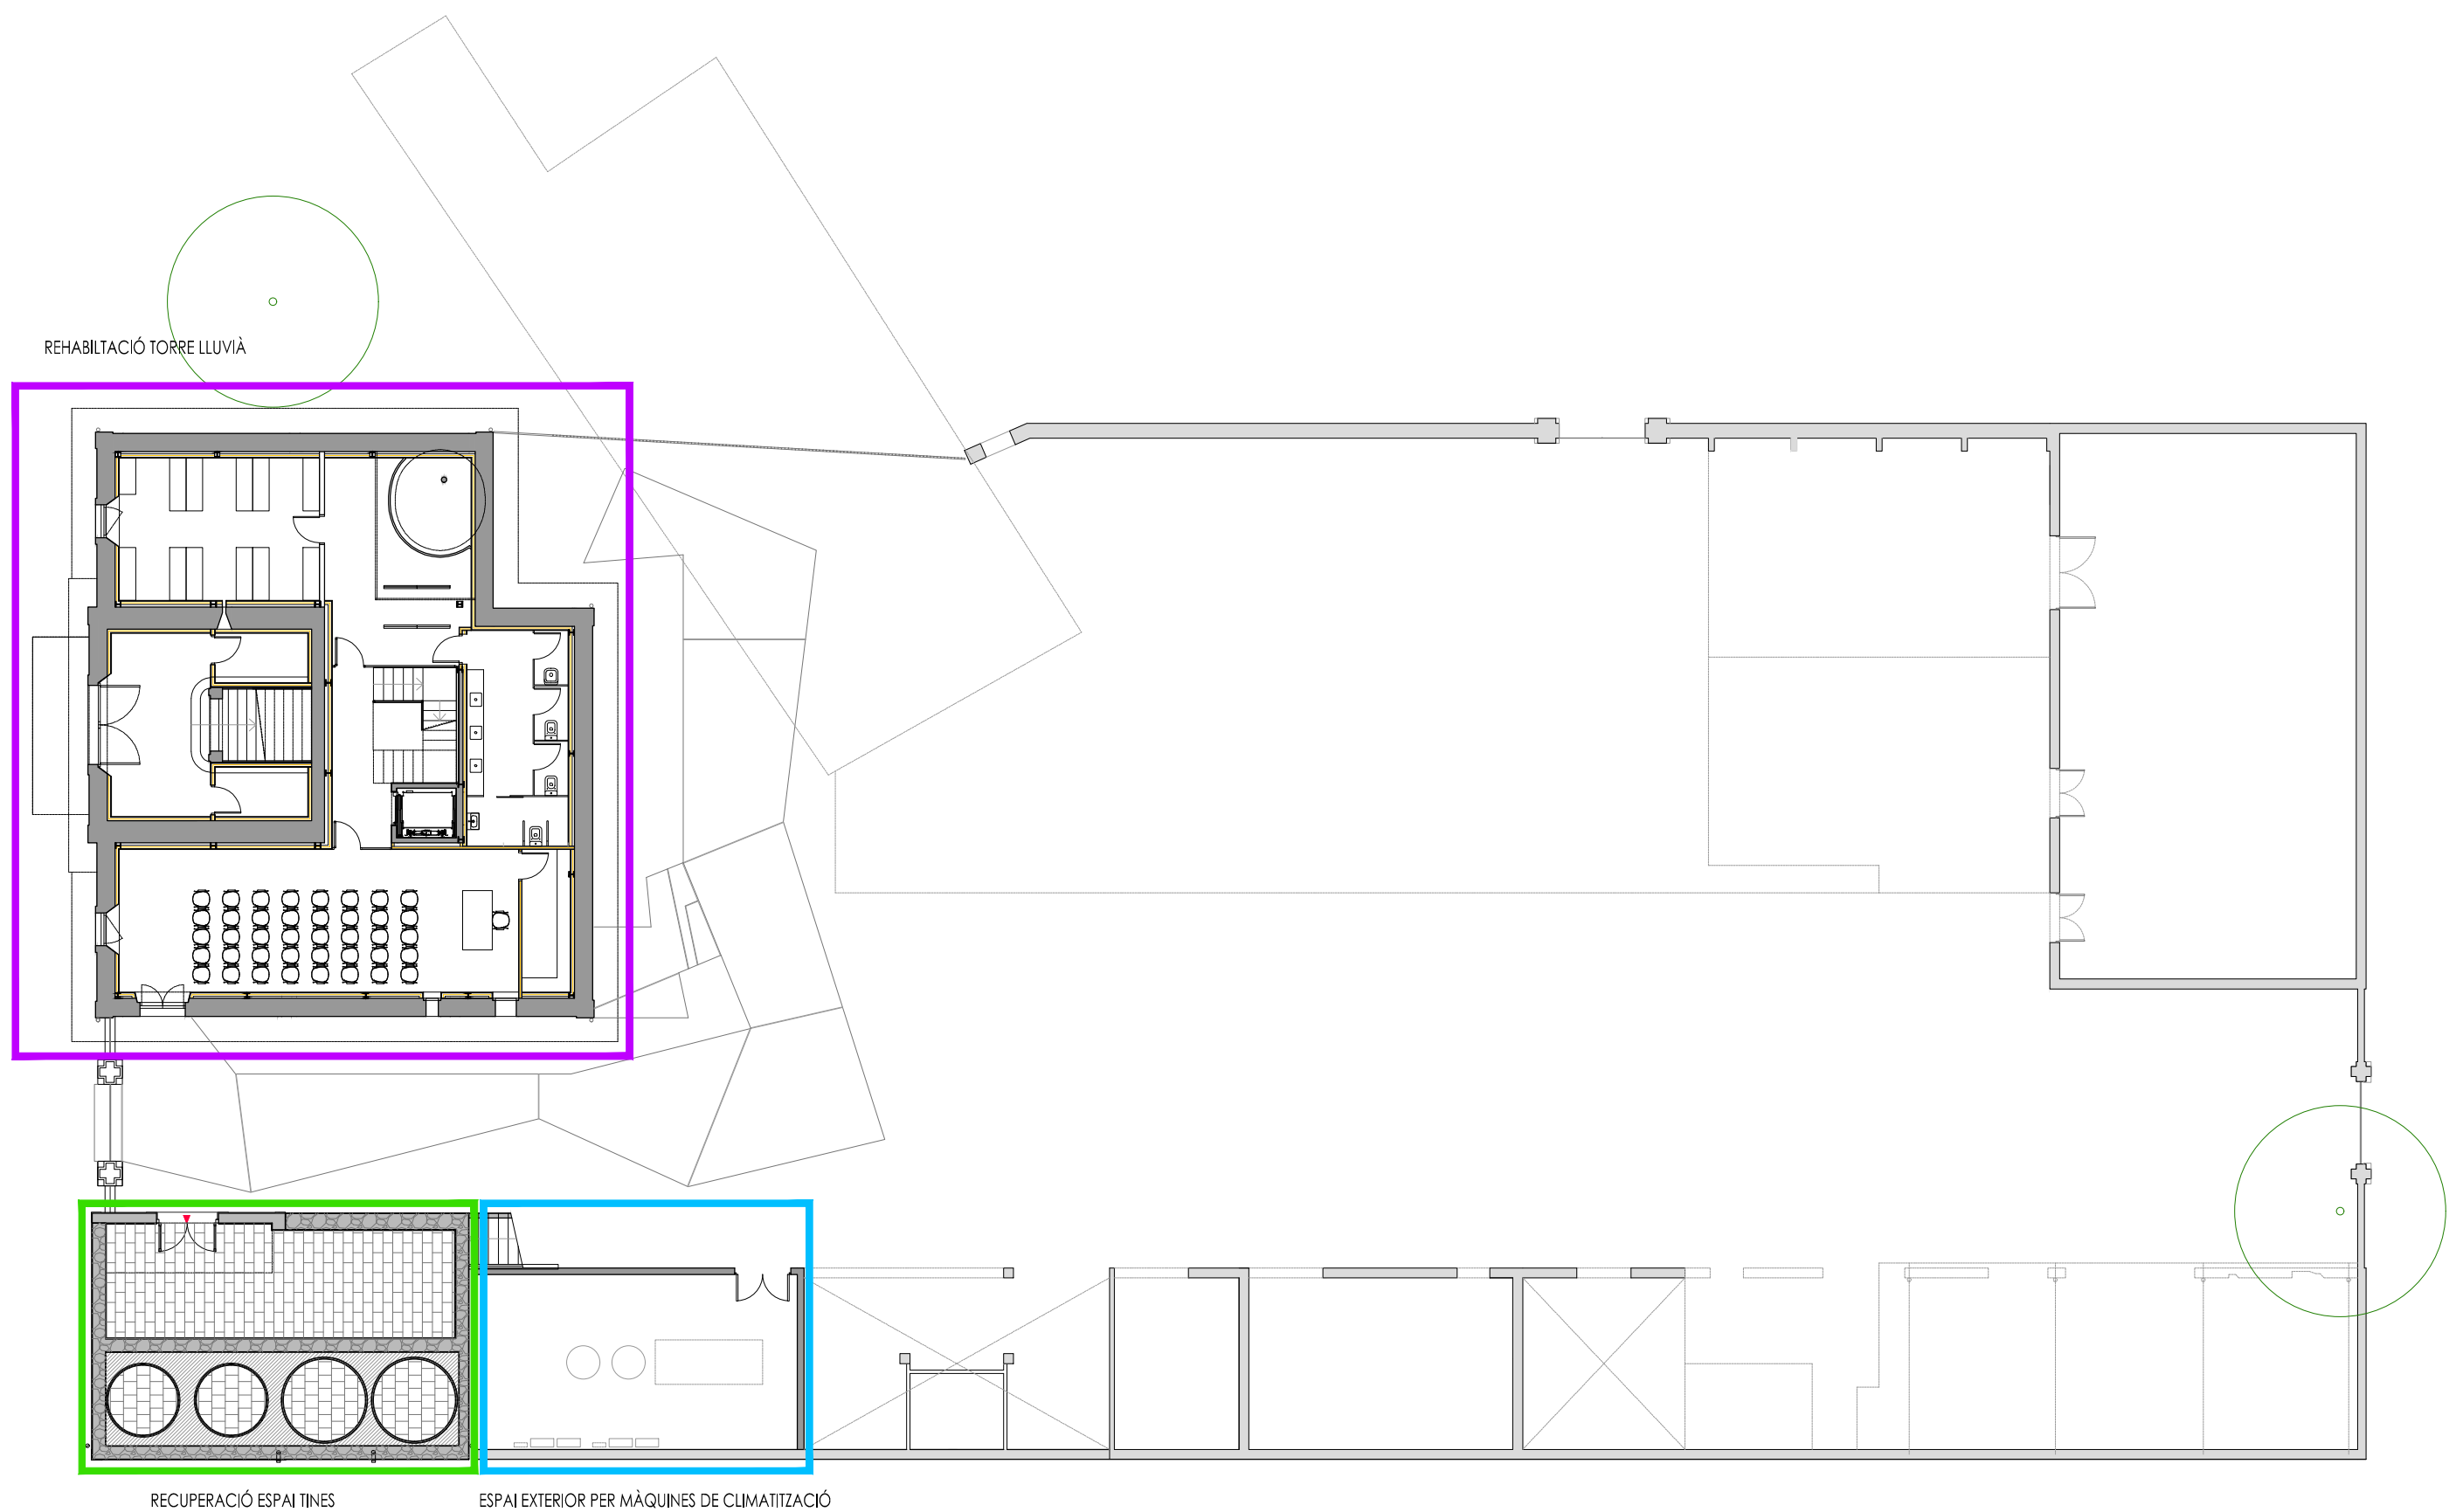 REHABILTACIÓ TORRE LLUVIÀ
RECUPERACIÓ ESPAI TINES
ESPAI EXTERIOR PER MÀQUINES DE CLIMATITZACIÓ